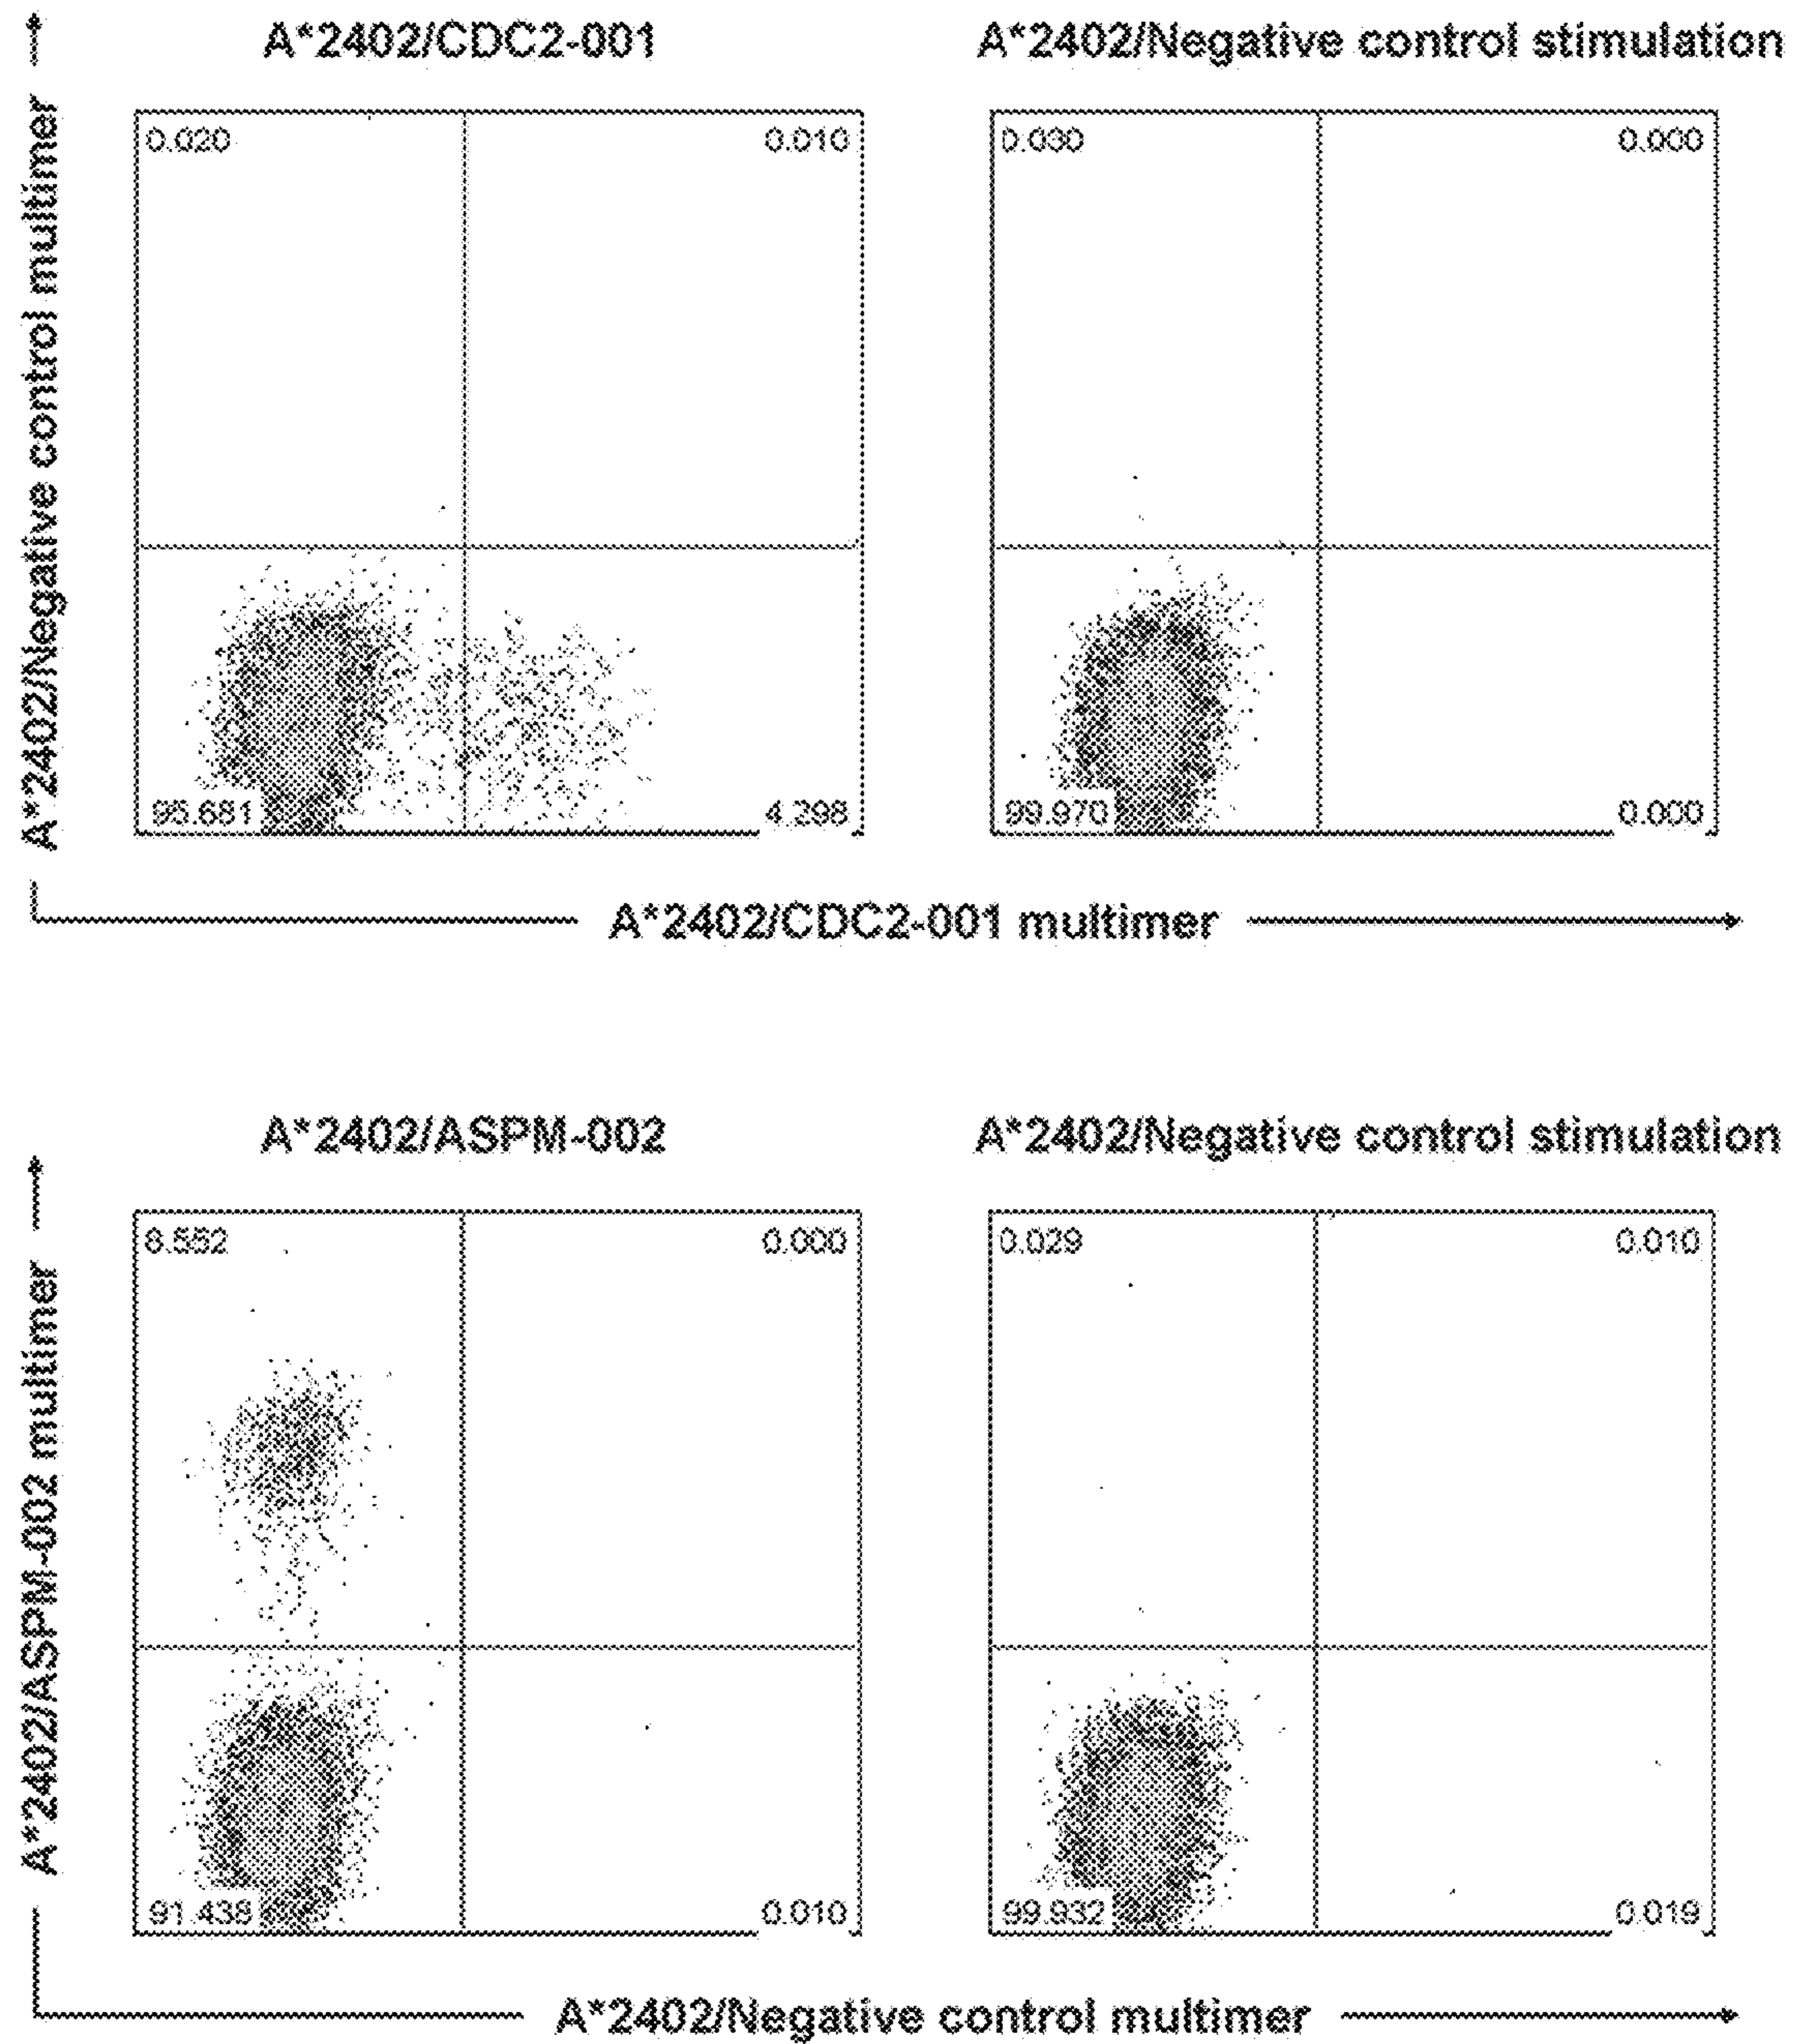 A*2402/CDC2-001
A*2402/Negative control stimulation
A*2402/Negative control multimer
0.020
0.010
0.030
0.000
95.681
4.298
99.970
0.000
A*2402/CDC2-001 multimer
A*2402/ASPM-002
A*2402/Negative control stimulation
A*2402/ASPM-002 multimer
8.552
0.000
0.029
0.010
91.438
0.010
99.932
0.019
A*2402/Negative control multimer